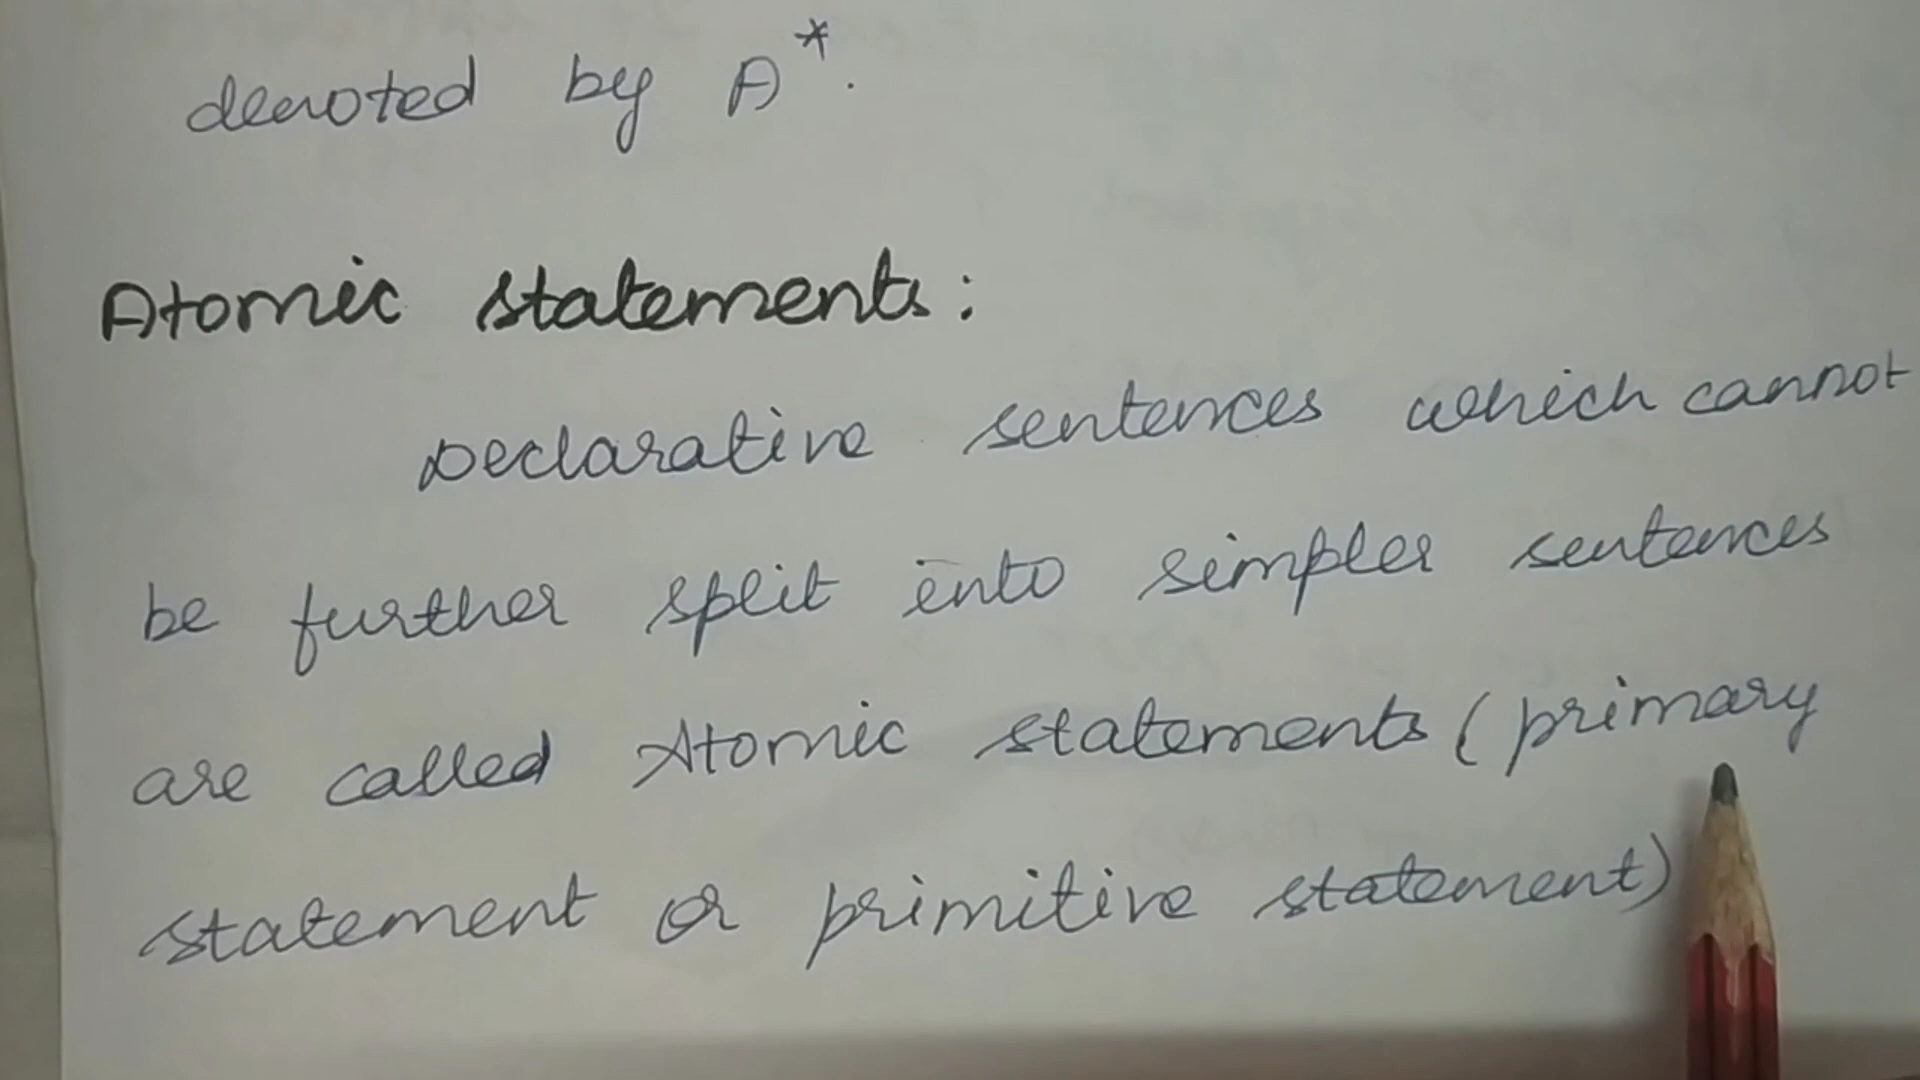 denoted by A*.
Atomic statements:
Declarative sentences which cannot
be further split into simpler sentences
are called Atomic statements (primary
statement or primitive statement)